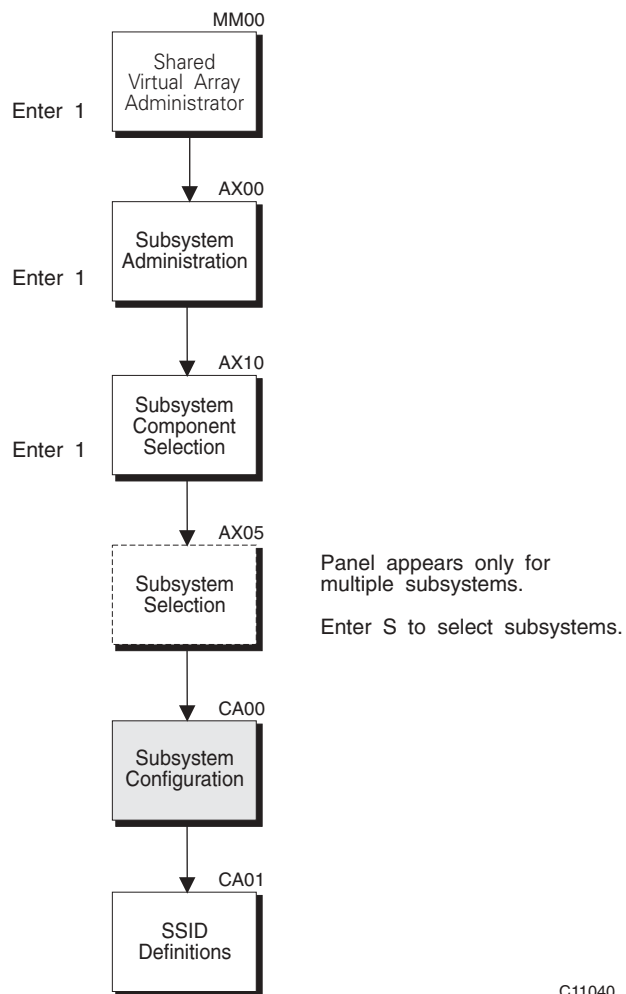 MM00
Shared
Virtual Array
Administrator
Enter 1
AX00
Subsystem
Administration
Enter 1
AX10
Subsystem
Component
Selection
Enter 1
AX05
Subsystem
Selection
Panel appears only for
multiple subsystems.
Enter S to select subsystems.
CA00
Subsystem
Configuration
CA01
SSID
Definitions
C11040